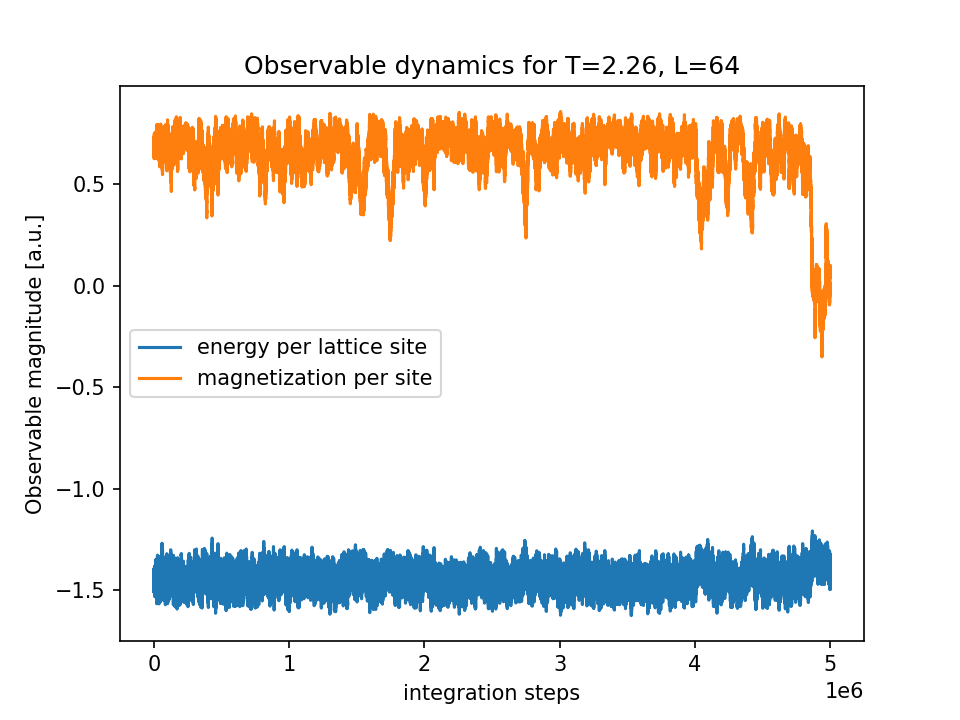 Observable dynamics for T=2.26, L=64
Observable magnitude [a.u.]
0.5
0.0
−0.5
−1.0
−1.5
energy per lattice site
magnetization per site
0 1 2 3 4 5
1e6
integration steps